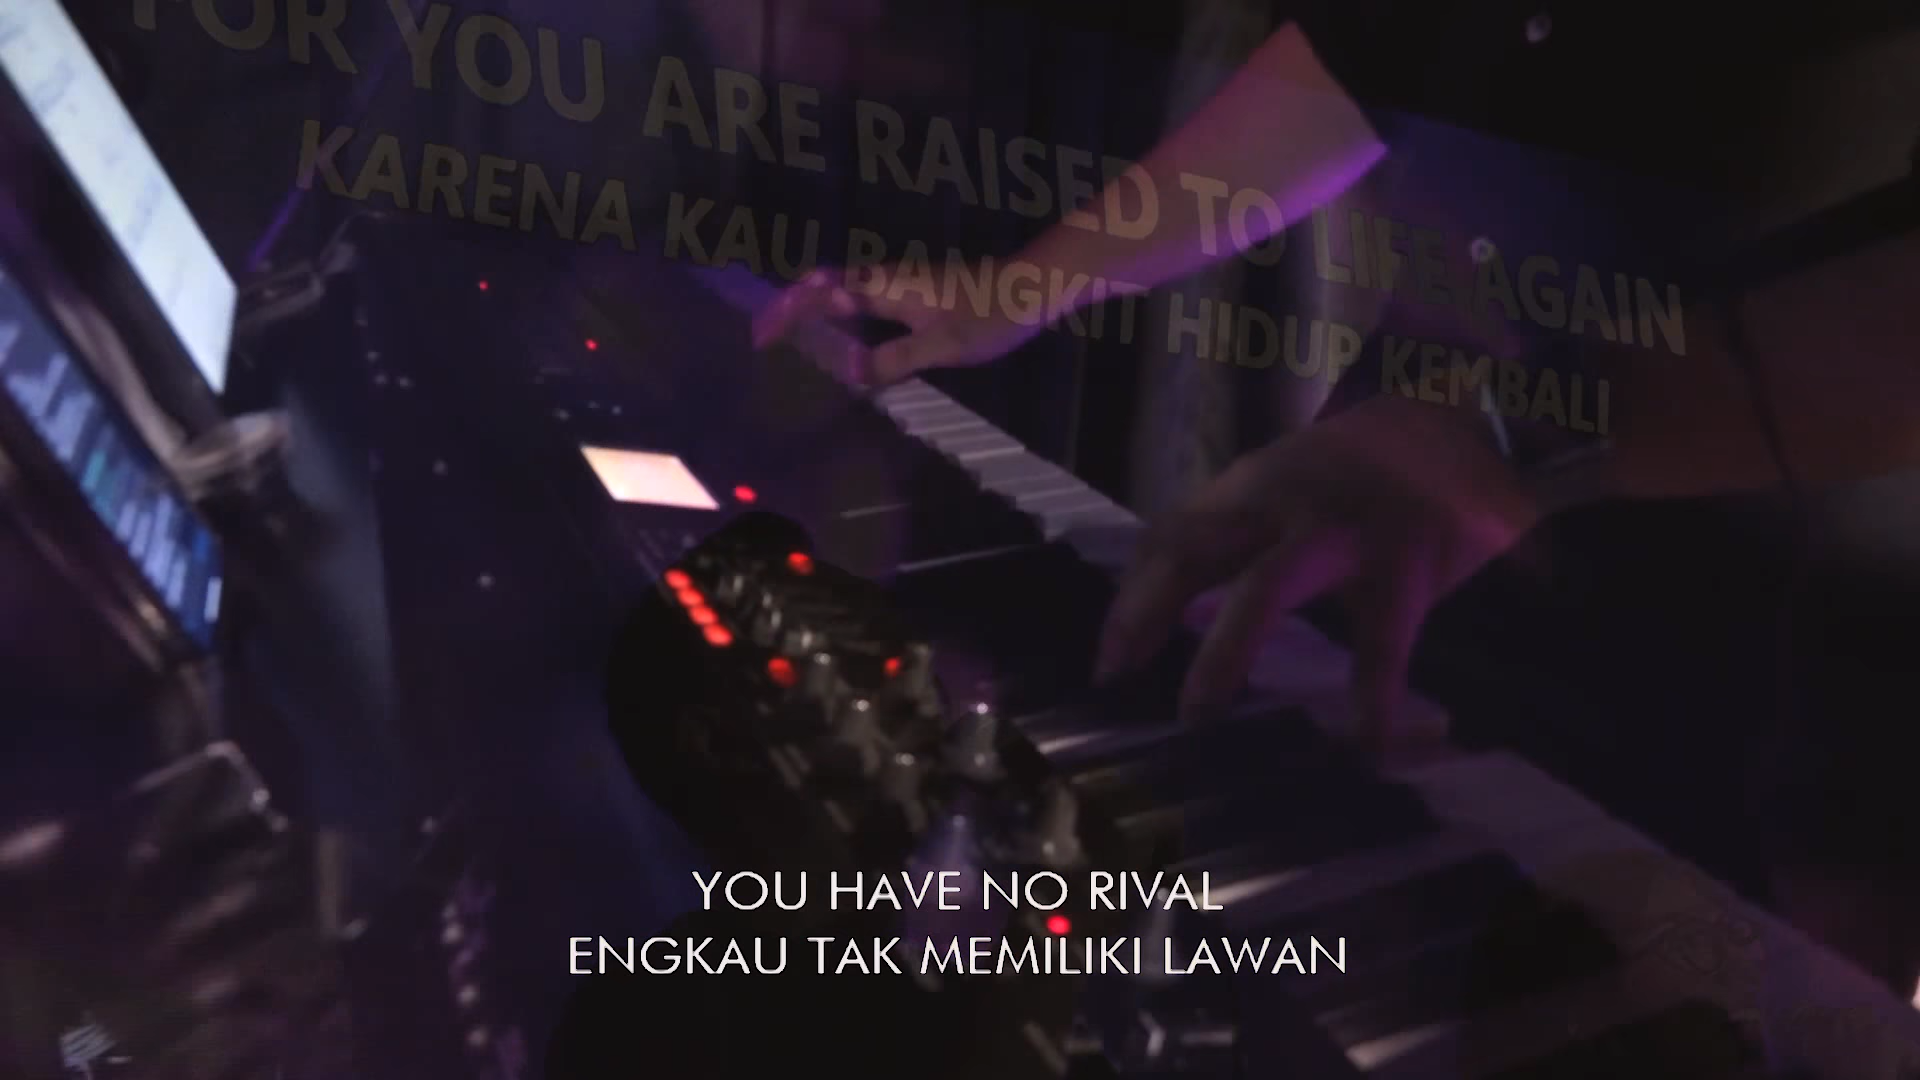 FOR YOU ARE RAISED TO LIFE AGAIN
KARENA KAU BANGKIT HIDUP KEMBALI
YOU HAVE NO RIVAL
ENGKAU TAK MEMILIKI LAWAN